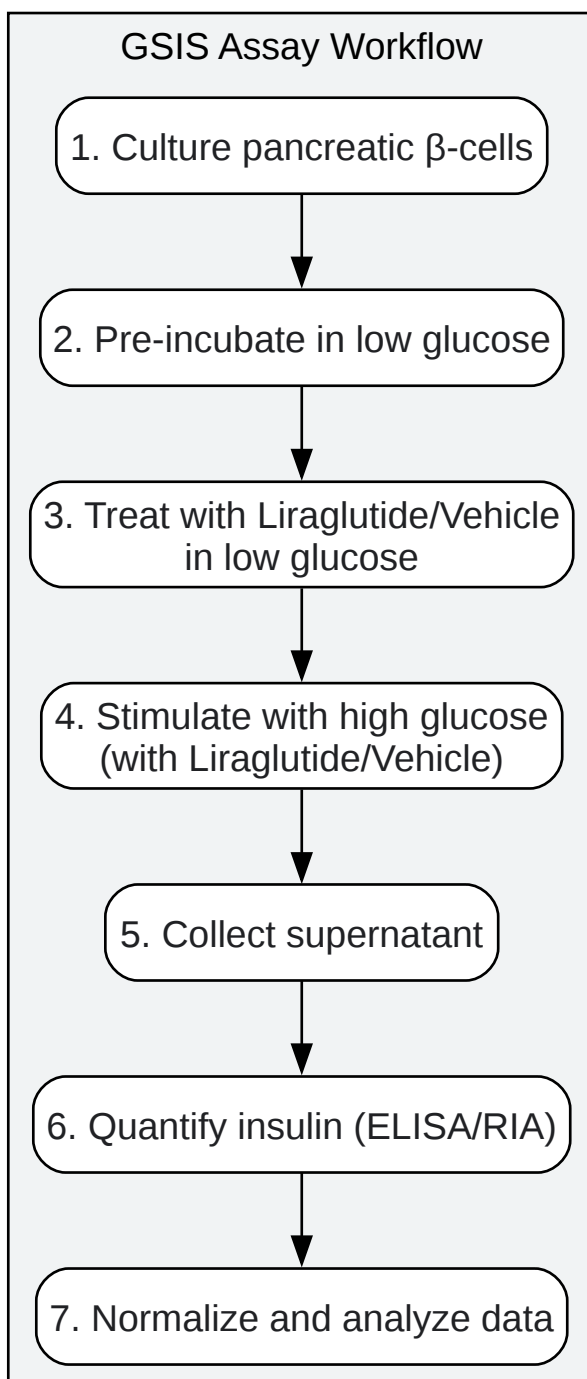 GSIS Assay Workflow
1. Culture pancreatic β-cells
2. Pre-incubate in low glucose
3. Treat with Liraglutide/Vehicle
in low glucose
4. Stimulate with high glucose
(with Liraglutide/Vehicle)
5. Collect supernatant
6. Quantify insulin (ELISA/RIA)
7. Normalize and analyze data